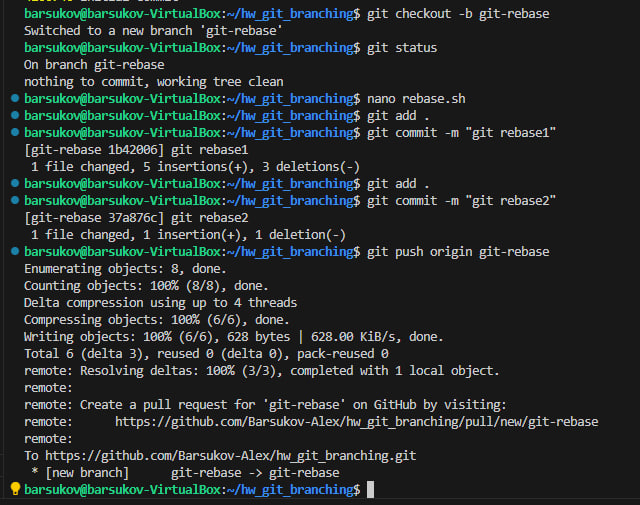 barsukov@barsukov-VirtualBox:~/hw_git_branching$ git checkout -b git-rebase
Switched to a new branch 'git-rebase'
barsukov@barsukov-VirtualBox:~/hw_git_branching$ git status
On branch git-rebase
nothing to commit, working tree clean
barsukov@barsukov-VirtualBox:~/hw_git_branching$ nano rebase.sh
barsukov@barsukov-VirtualBox:~/hw_git_branching$ git add .
barsukov@barsukov-VirtualBox:~/hw_git_branching$ git commit -m "git rebase1"
[git-rebase 1b42006] git rebase1
 1 file changed, 5 insertions(+), 3 deletions(-)
barsukov@barsukov-VirtualBox:~/hw_git_branching$ git add .
barsukov@barsukov-VirtualBox:~/hw_git_branching$ git commit -m "git rebase2"
[git-rebase 37a876c] git rebase2
 1 file changed, 1 insertion(+), 1 deletion(-)
barsukov@barsukov-VirtualBox:~/hw_git_branching$ git push origin git-rebase
Enumerating objects: 8, done.
Counting objects: 100% (8/8), done.
Delta compression using up to 4 threads
Compressing objects: 100% (6/6), done.
Writing objects: 100% (6/6), 628 bytes | 628.00 KiB/s, done.
Total 6 (delta 3), reused 0 (delta 0), pack-reused 0
remote: Resolving deltas: 100% (3/3), completed with 1 local object.
remote:
remote: Create a pull request for 'git-rebase' on GitHub by visiting:
remote:      https://github.com/Barsukov-Alex/hw_git_branching/pull/new/git-rebase
remote:
To https://github.com/Barsukov-Alex/hw_git_branching.git
 * [new branch]      git-rebase -> git-rebase
barsukov@barsukov-VirtualBox:~/hw_git_branching$